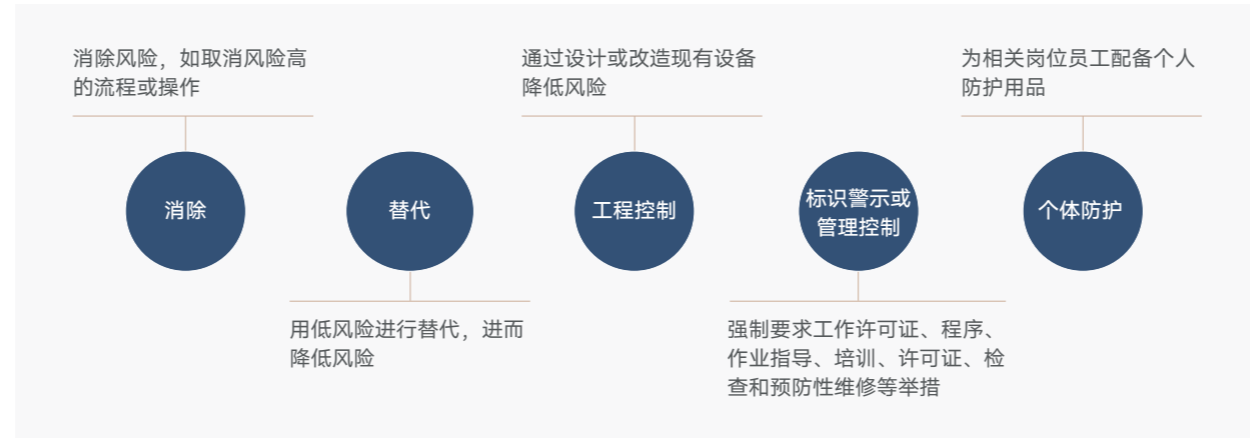 消除风险，如取消风险高
的流程或操作
通过设计或改造现有设备
降低风险
为相关岗位员工配备个人
防护用品
消除
替代
工程控制
标识警示或
管理控制
个体防护
用低风险进行替代，进而
降低风险
强制要求工作许可证、程序、
作业指导、培训、许可证、检
查和预防性维修等举措